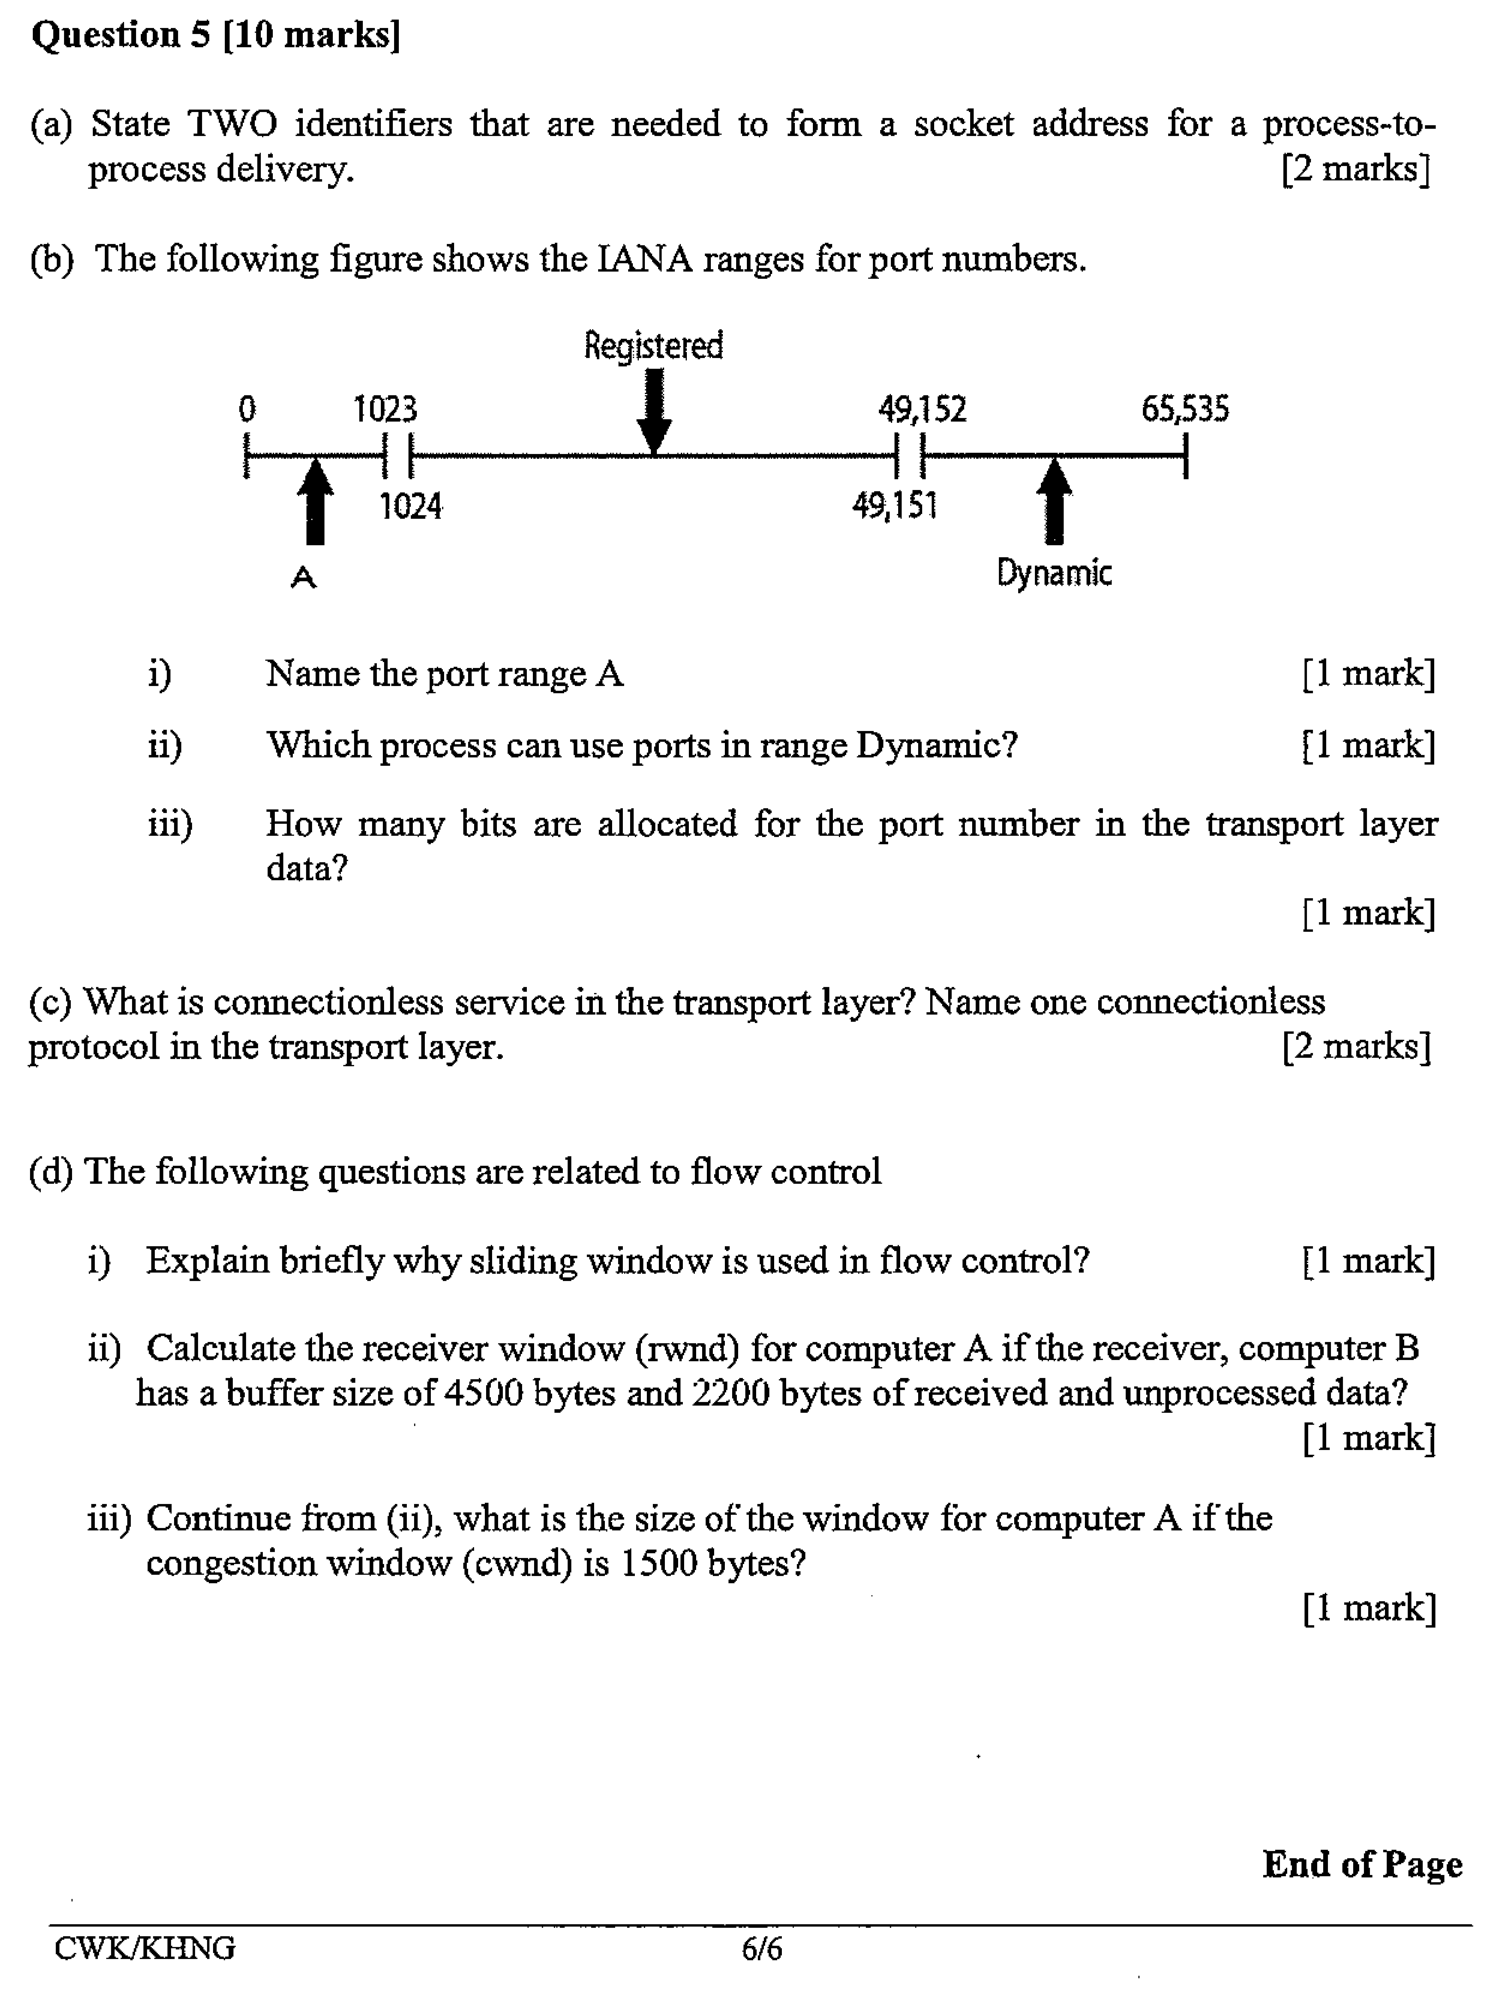 Question 5 [10 marks]
(a) State TWO identifiers that are needed to form a socket address for a process-to-
process delivery. [2 marks]
(b) The following figure shows the IANA ranges for port numbers.
Registered
0 1023 49,152 65,535
1024 49,151
A Dynamic
i) Name the port range A [1 mark]
ii) Which process can use ports in range Dynamic? [1 mark]
iii) How many bits are allocated for the port number in the transport layer
data?
[1 mark]
(c) What is connectionless service in the transport layer? Name one connectionless
protocol in the transport layer. [2 marks]
(d) The following questions are related to flow control
i) Explain briefly why sliding window is used in flow control? [1 mark]
ii) Calculate the receiver window (rwnd) for computer A if the receiver, computer B
has a buffer size of 4500 bytes and 2200 bytes of received and unprocessed data?
[1 mark]
iii) Continue from (ii), what is the size of the window for computer A if the
congestion window (cwnd) is 1500 bytes?
[1 mark]
End of Page
CWK/KHNG 6/6